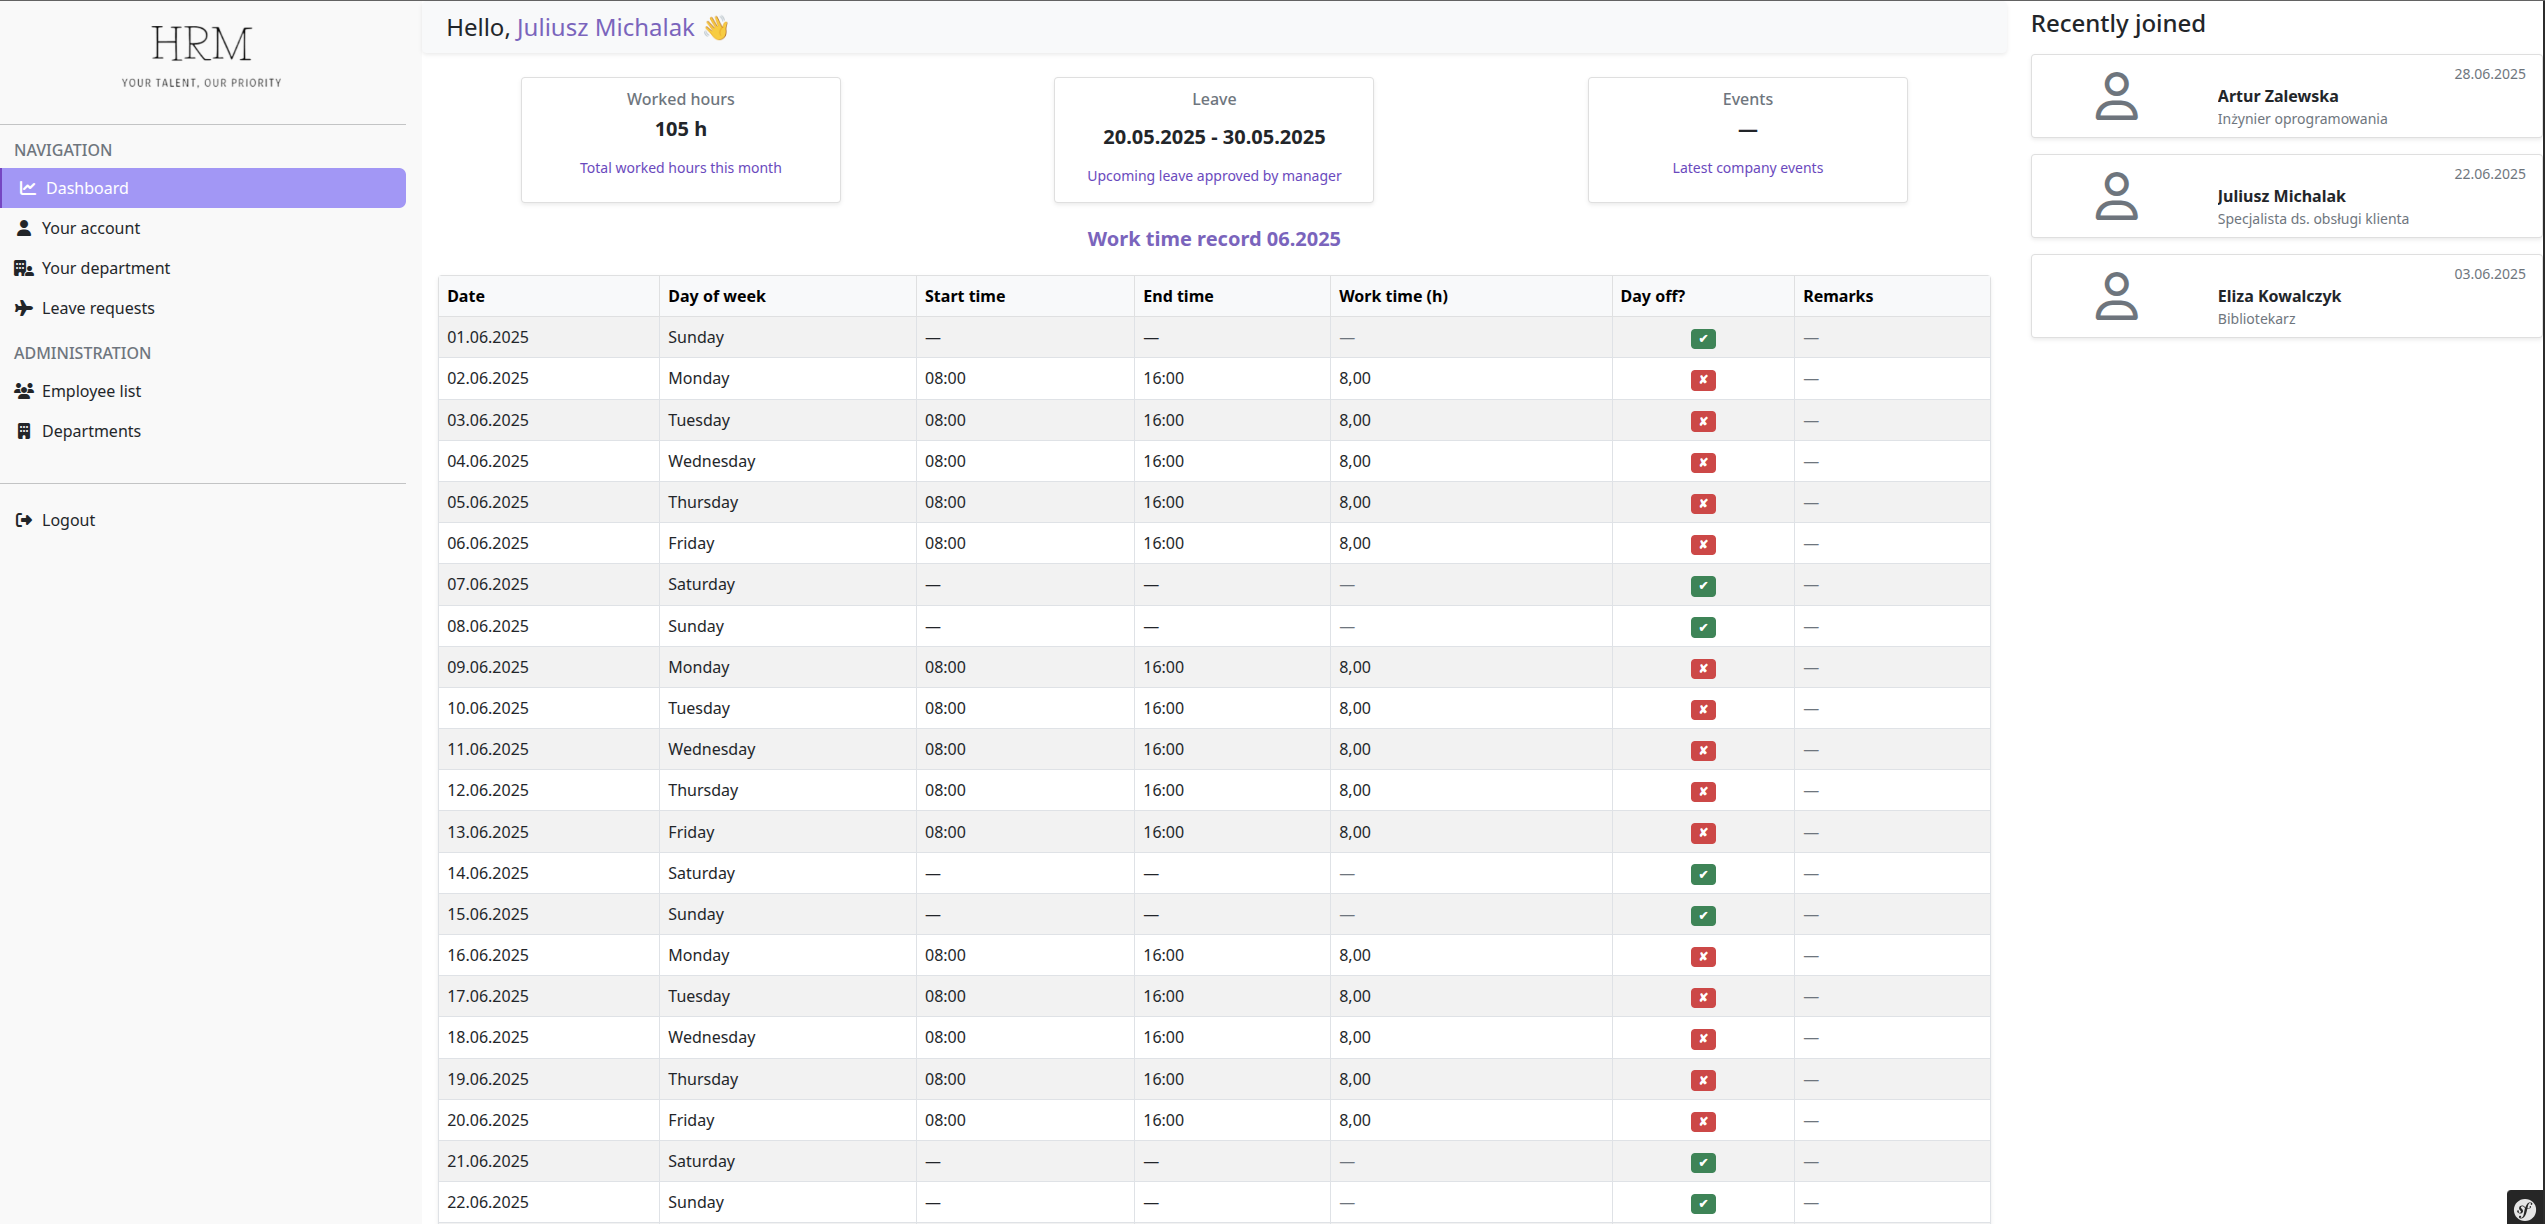 HRM
YOUR TALENT, OUR PRIORITY
NAVIGATION
Dashboard
Your account
Your department
Leave requests
ADMINISTRATION
Employee list
Departments
Logout
Hello, Juliusz Michalak 👋
Worked hours
105 h
Total worked hours this month
Leave
20.05.2025 - 30.05.2025
Upcoming leave approved by manager
Events
—
Latest company events
Work time record 06.2025
Date Day of week Start time End time Work time (h) Day off? Remarks
01.06.2025 Sunday — — — ✔ —
02.06.2025 Monday 08:00 16:00 8,00 ✘ —
03.06.2025 Tuesday 08:00 16:00 8,00 ✘ —
04.06.2025 Wednesday 08:00 16:00 8,00 ✘ —
05.06.2025 Thursday 08:00 16:00 8,00 ✘ —
06.06.2025 Friday 08:00 16:00 8,00 ✘ —
07.06.2025 Saturday — — — ✔ —
08.06.2025 Sunday — — — ✔ —
09.06.2025 Monday 08:00 16:00 8,00 ✘ —
10.06.2025 Tuesday 08:00 16:00 8,00 ✘ —
11.06.2025 Wednesday 08:00 16:00 8,00 ✘ —
12.06.2025 Thursday 08:00 16:00 8,00 ✘ —
13.06.2025 Friday 08:00 16:00 8,00 ✘ —
14.06.2025 Saturday — — — ✔ —
15.06.2025 Sunday — — — ✔ —
16.06.2025 Monday 08:00 16:00 8,00 ✘ —
17.06.2025 Tuesday 08:00 16:00 8,00 ✘ —
18.06.2025 Wednesday 08:00 16:00 8,00 ✘ —
19.06.2025 Thursday 08:00 16:00 8,00 ✘ —
20.06.2025 Friday 08:00 16:00 8,00 ✘ —
21.06.2025 Saturday — — — ✔ —
22.06.2025 Sunday — — — ✔ —
Recently joined
28.06.2025
Artur Zalewska
Inżynier oprogramowania
22.06.2025
Juliusz Michalak
Specjalista ds. obsługi klienta
03.06.2025
Eliza Kowalczyk
Bibliotekarz
sf